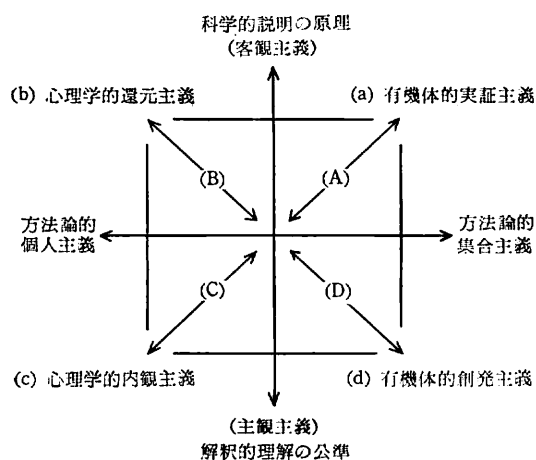 科学的説明の原理
(客観主義)
(b) 心理学的還元主義
(a) 有機体的実証主義
(B)
(A)
方法論的
個人主義
方法論的
集合主義
(C)
(D)
(c) 心理学的内観主義
(d) 有機体的創発主義
(主観主義)
解釈的理解の公準